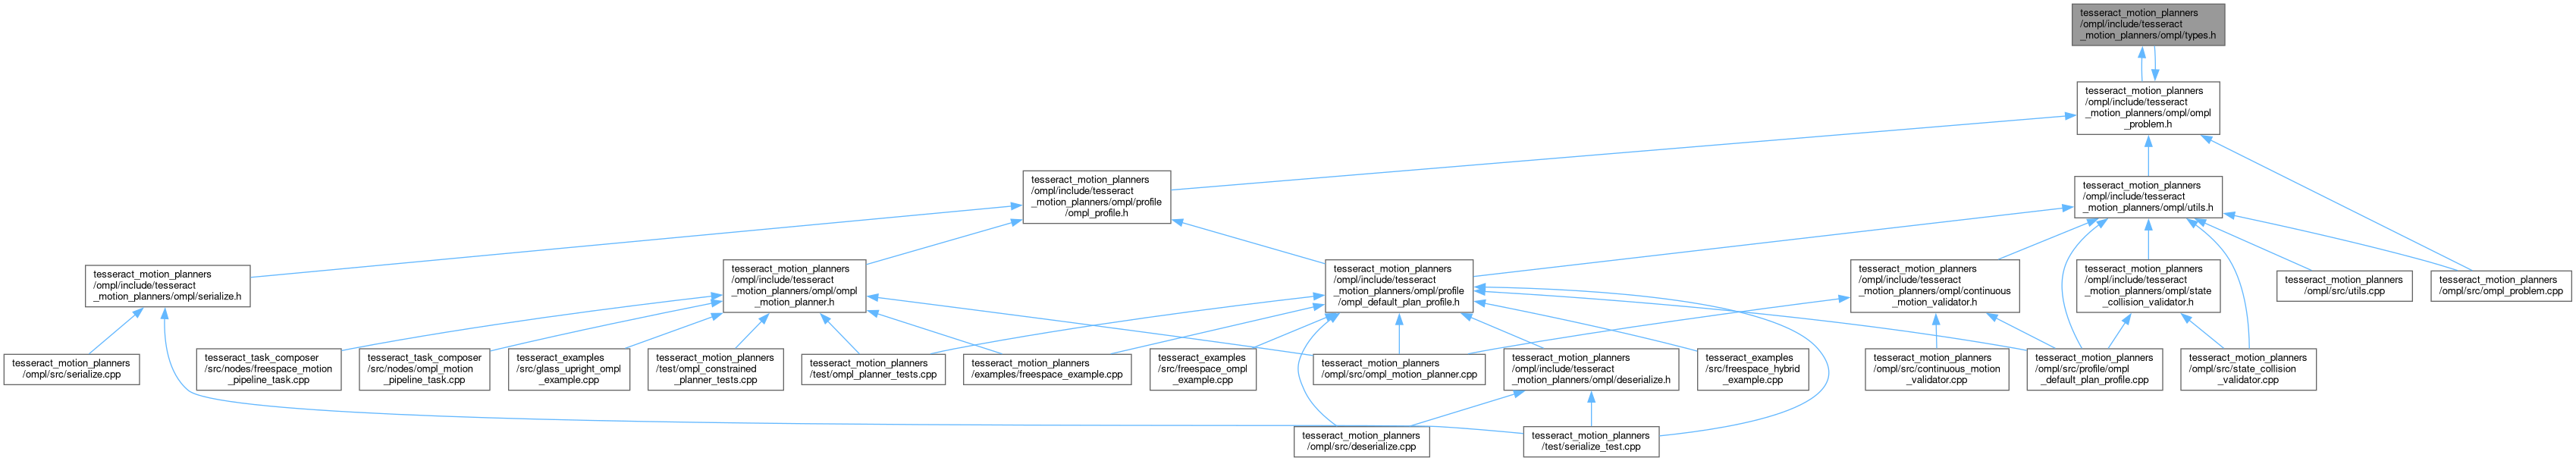 tesseract_motion_planners
/ompl/include/tesseract
_motion_planners/ompl/types.h
tesseract_motion_planners
/ompl/include/tesseract
_motion_planners/ompl/ompl
_problem.h
tesseract_motion_planners
/ompl/include/tesseract
_motion_planners/ompl/profile
/ompl_profile.h
tesseract_motion_planners
/ompl/include/tesseract
_motion_planners/ompl/utils.h
tesseract_motion_planners
/ompl/include/tesseract
_motion_planners/ompl/serialize.h
tesseract_motion_planners
/ompl/include/tesseract
_motion_planners/ompl/ompl
_motion_planner.h
tesseract_motion_planners
/ompl/include/tesseract
_motion_planners/ompl/profile
/ompl_default_plan_profile.h
tesseract_motion_planners
/ompl/include/tesseract
_motion_planners/ompl/continuous
_motion_validator.h
tesseract_motion_planners
/ompl/include/tesseract
_motion_planners/ompl/state
_collision_validator.h
tesseract_motion_planners
/ompl/src/utils.cpp
tesseract_motion_planners
/ompl/src/ompl_problem.cpp
tesseract_motion_planners
/ompl/src/serialize.cpp
tesseract_task_composer
/src/nodes/freespace_motion
_pipeline_task.cpp
tesseract_task_composer
/src/nodes/ompl_motion
_pipeline_task.cpp
tesseract_examples
/src/glass_upright_ompl
_example.cpp
tesseract_motion_planners
/test/ompl_constrained
_planner_tests.cpp
tesseract_motion_planners
/test/ompl_planner_tests.cpp
tesseract_motion_planners
/examples/freespace_example.cpp
tesseract_examples
/src/freespace_ompl
_example.cpp
tesseract_motion_planners
/ompl/src/ompl_motion_planner.cpp
tesseract_motion_planners
/ompl/include/tesseract
_motion_planners/ompl/deserialize.h
tesseract_examples
/src/freespace_hybrid
_example.cpp
tesseract_motion_planners
/ompl/src/continuous_motion
_validator.cpp
tesseract_motion_planners
/ompl/src/profile/ompl
_default_plan_profile.cpp
tesseract_motion_planners
/ompl/src/state_collision
_validator.cpp
tesseract_motion_planners
/ompl/src/deserialize.cpp
tesseract_motion_planners
/test/serialize_test.cpp